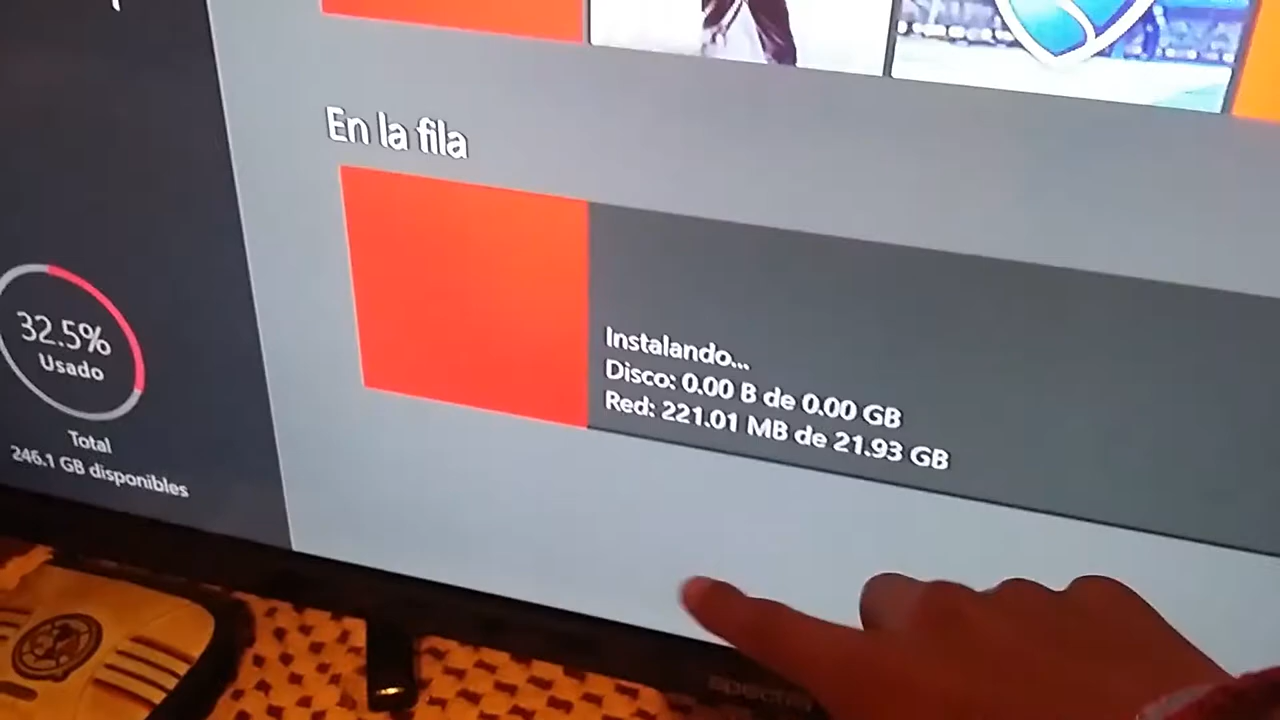 En la fila
Instalando...
Disco: 0.00 B de 0.00 GB
Red: 221.01 MB de 21.93 GB
32.5%
Usado
Total
246.1 GB disponibles